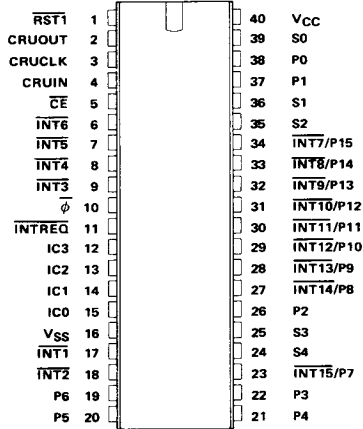 RST1 1 40 VCC
CRUOUT 2 39 S0
CRUCLK 3 38 P0
CRUIN 4 37 P1
CE 5 36 S1
INT6 6 35 S2
INT5 7 34 INT7/P15
INT4 8 33 INT8/P14
INT3 9 32 INT9/P13
ϕ 10 31 INT10/P12
INTREQ 11 30 INT11/P11
IC3 12 29 INT12/P10
IC2 13 28 INT13/P9
IC1 14 27 INT14/P8
IC0 15 26 P2
VSS 16 25 S3
INT1 17 24 S4
INT2 18 23 INT15/P7
P6 19 22 P3
P5 20 21 P4